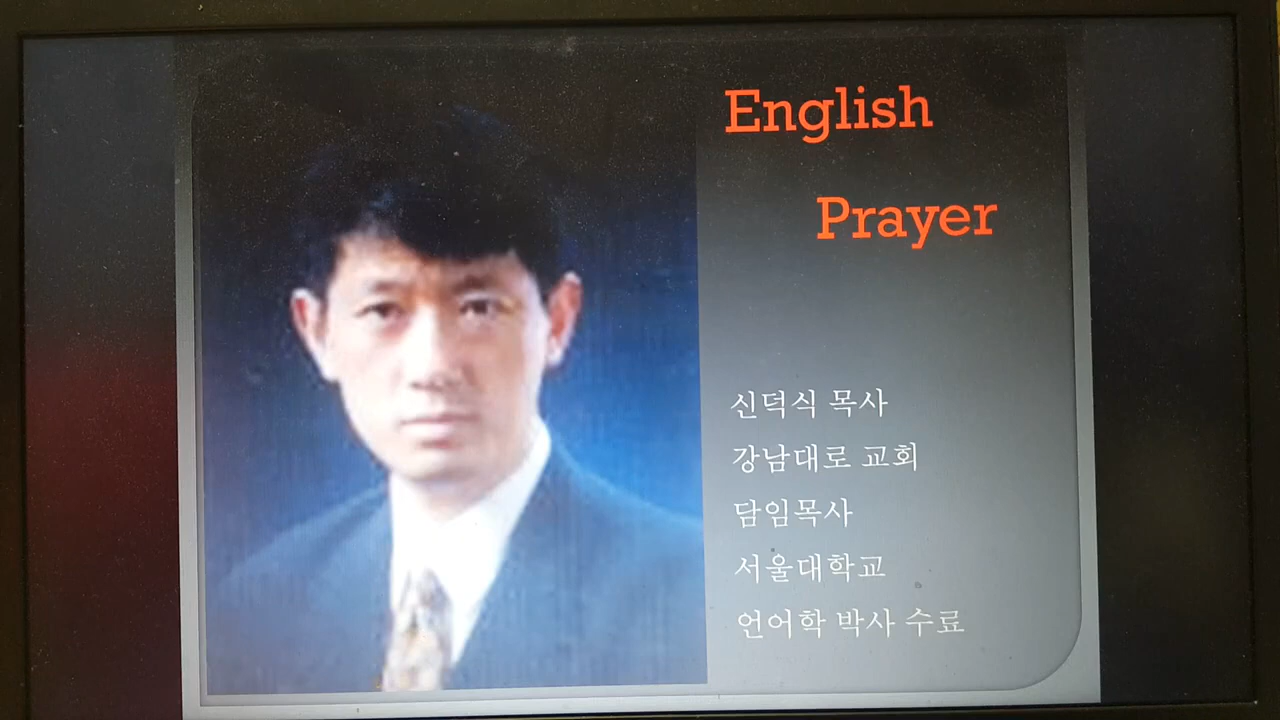 English
Prayer
신덕식 목사
강남대로 교회
담임목사
서울대학교
언어학 박사 수료